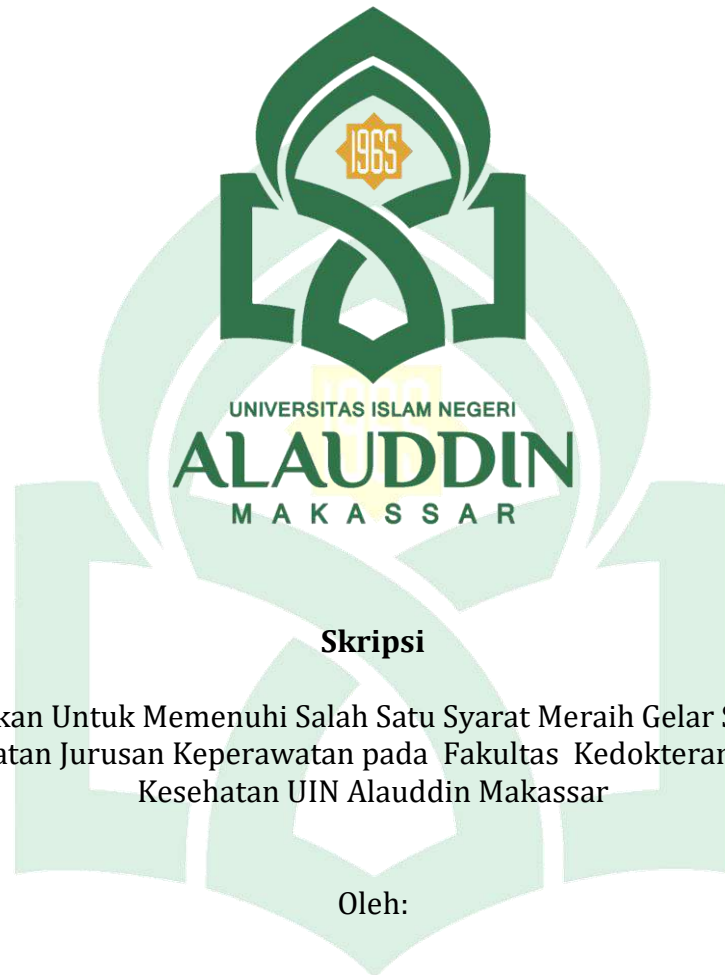 1965
UNIVERSITAS ISLAM NEGERI
ALAUDDIN
MAKASSAR
Skripsi
kan Untuk Memenuhi Salah Satu Syarat Meraih Gelar S
atan Jurusan Keperawatan pada Fakultas Kedokteran
Kesehatan UIN Alauddin Makassar
Oleh: